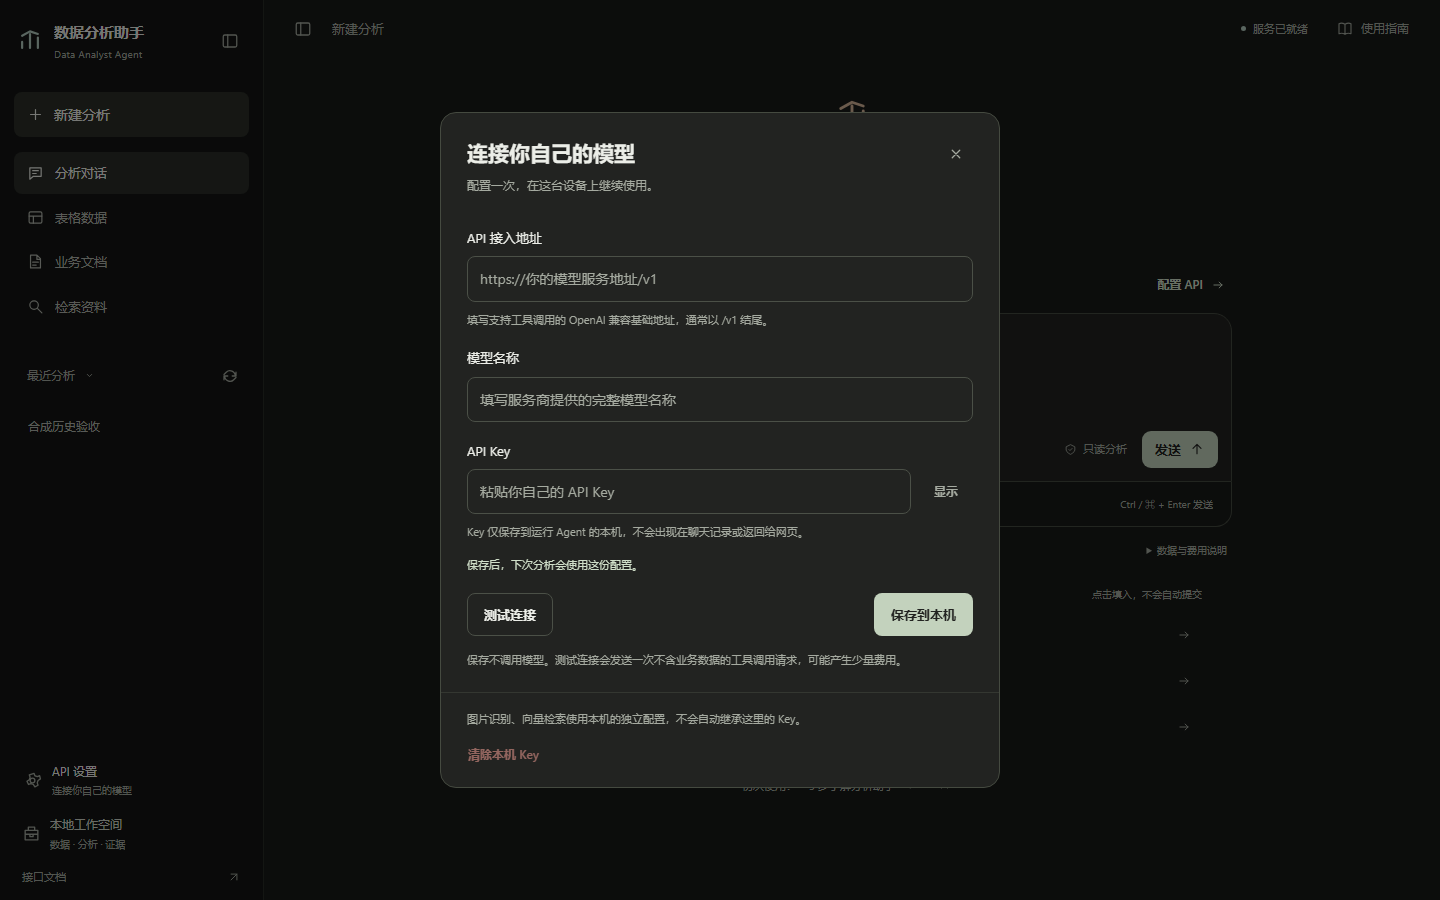 数据分析助手
Data Analyst Agent
新建分析
分析对话
表格数据
业务文档
检索资料
最近分析
合成历史验收
API 设置
连接你自己的模型
本地工作空间
数据 · 分析 · 证据
接口文档
新建分析
服务已就绪
使用指南
配置 API →
只读分析
发送
Ctrl / ⌘ + Enter 发送
数据与费用说明
点击填入，不会自动提交
连接你自己的模型
配置一次，在这台设备上继续使用。
API 接入地址
https://你的模型服务地址/v1
填写支持工具调用的 OpenAI 兼容基础地址，通常以 /v1 结尾。
模型名称
填写服务商提供的完整模型名称
API Key
粘贴你自己的 API Key
显示
Key 仅保存到运行 Agent 的本机，不会出现在聊天记录或返回给网页。
保存后，下次分析会使用这份配置。
测试连接
保存到本机
保存不调用模型。测试连接会发送一次不含业务数据的工具调用请求，可能产生少量费用。
图片识别、向量检索使用本机的独立配置，不会自动继承这里的 Key。
清除本机 Key